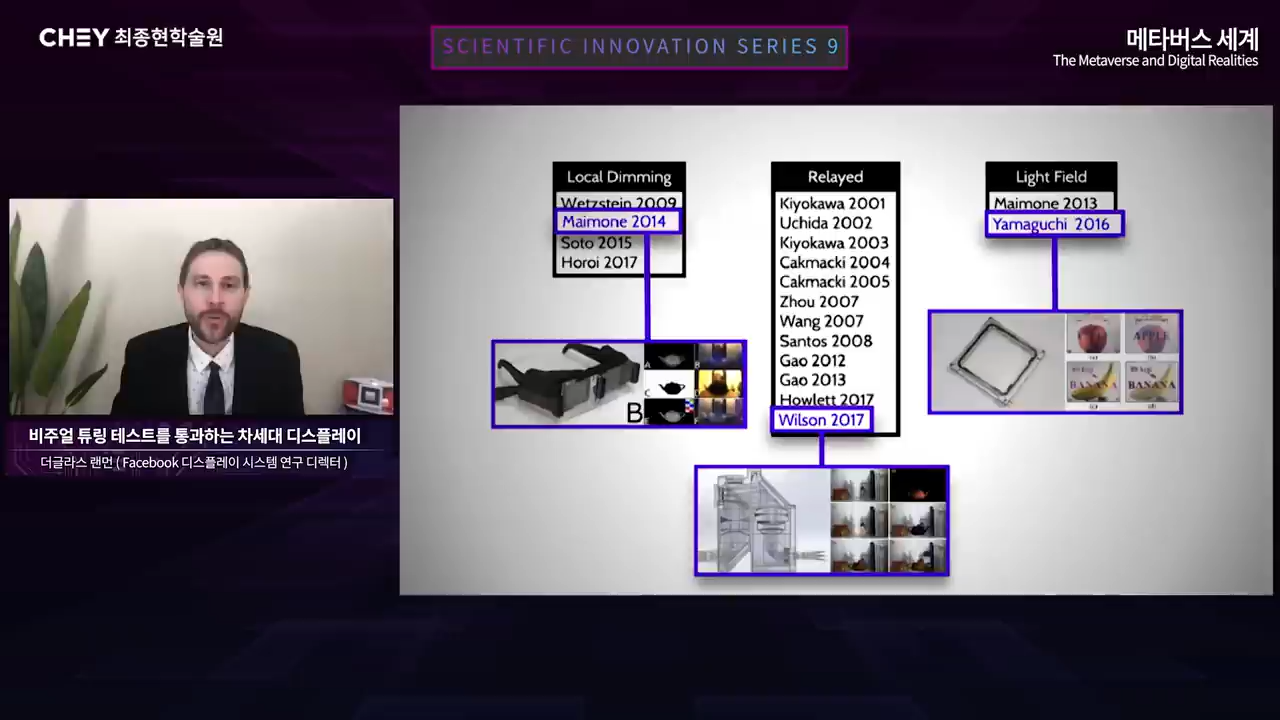 CHEY 최종현학술원
SCIENTIFIC INNOVATION SERIES 9
메타버스 세계
The Metaverse and Digital Realities
Local Dimming
Wetzstein 2009
Maimone 2014
Soto 2015
Horoi 2017
B
Relayed
Kiyokawa 2001
Uchida 2002
Kiyokawa 2003
Cakmacki 2004
Cakmacki 2005
Zhou 2007
Wang 2007
Santos 2008
Gao 2012
Gao 2013
Howlett 2017
Wilson 2017
Light Field
Maimone 2013
Yamaguchi 2016
APPLE
BANANA
BANANA
비주얼 튜링 테스트를 통과하는 차세대 디스플레이
더글라스 랜먼 ( Facebook 디스플레이 시스템 연구 디렉터 )